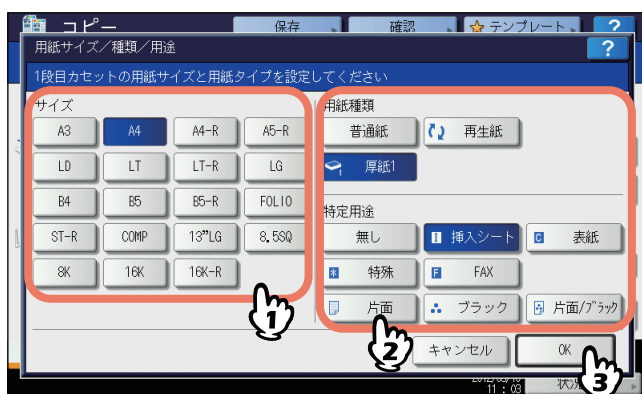 コピー 保存 確認 テンプレート ?
用紙サイズ/種類/用途 ?
1段目カセットの用紙サイズと用紙タイプを設定してください
サイズ
A3 A4 A4-R A5-R
LD LT LT-R LG
B4 B5 B5-R FOLIO
ST-R COMP 13"LG 8.5SQ
8K 16K 16K-R
用紙種類
普通紙 再生紙
1 厚紙1
特定用途
無し I 挿入シート C 表紙
* 特殊 F FAX
片面 ブラック 片面/ブラック
キャンセル OK
1
2
3
11:03 状況